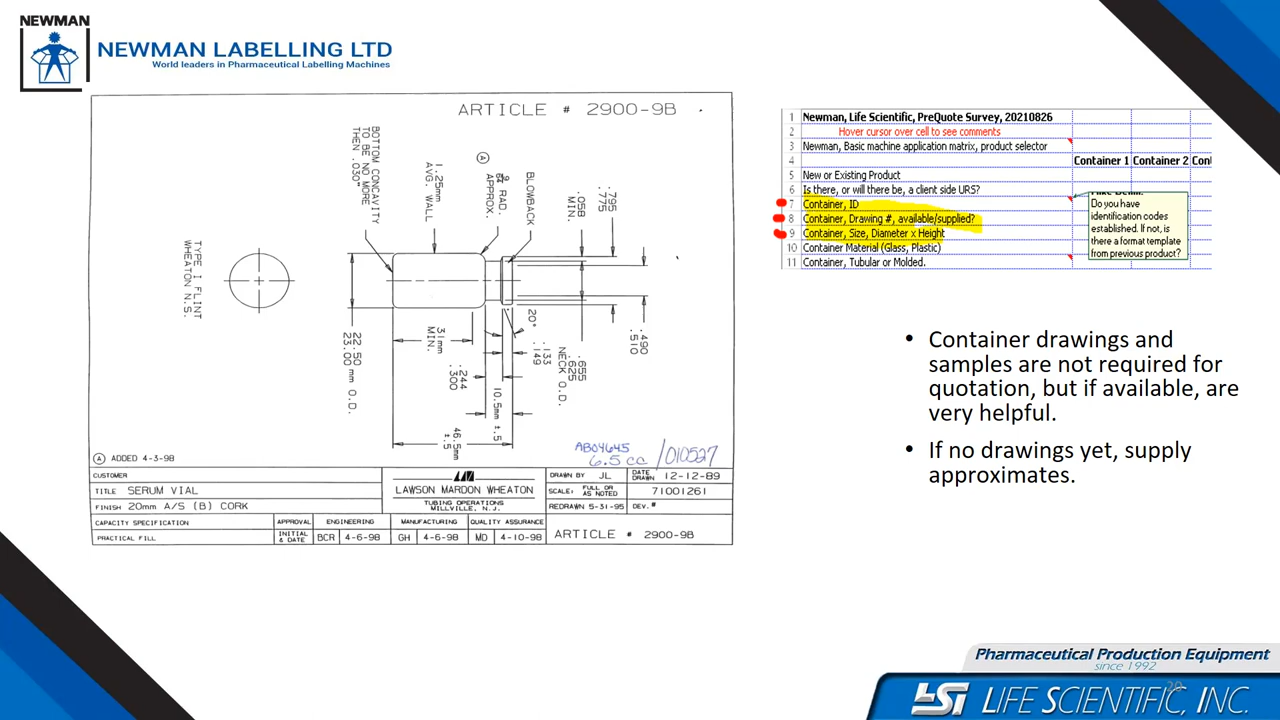 NEWMAN
NEWMAN LABELLING LTD
World leaders in Pharmaceutical Labelling Machines
ARTICLE # 2900-9B
BOTTOM CONCAVITY
TO BE NO MORE
THEN .030"
1.25mm
AVG. WALL
A
RAD.
APPROX.
BLOWBACK
.058
MIN.
.795
.775
TYPE I FLINT
WHEATON N.S.
22.50
23.00 mm O.D.
31mm
MIN.
.244
.300
20°
.133
.149
.655
.625
NECK O.D.
.490
.510
10.5mm ±.5
46.5mm
±.5
AB04645
6.5 cc /010527
A ADDED 4-3-98
CUSTOMER
TITLE SERUM VIAL
FINISH 20mm A/S (B) CORK
CAPACITY SPECIFICATION
PRACTICAL FILL
LAWSON MARDON WHEATON
TUBING OPERATIONS
MILLVILLE, N.J.
DRAWN BY JL
DATE DRAWN 12-12-89
SCALE: FULL OR AS NOTED
71001261
REDRAWN 5-31-95 DEV.#
APPROVAL ENGINEERING MANUFACTURING QUALITY ASSURANCE
INITIAL & DATE BCR 4-6-98 GH 4-6-98 MD 4-10-98
ARTICLE # 2900-9B
1 Newman, Life Scientific, PreQuote Survey, 20210826
2 Hover cursor over cell to see comments
3 Newman, Basic machine application matrix, product selector
4 Container 1 Container 2 Cont
5 New or Existing Product
6 Is there, or will there be, a client side URS?
7 Container, ID
8 Container, Drawing #, available/supplied?
9 Container, Size, Diameter x Height
10 Container Material (Glass, Plastic)
11 Container, Tubular or Molded.
Do you have
identification codes
established. If not, is
there a format template
from previous product?
• Container drawings and
samples are not required for
quotation, but if available, are
very helpful.
• If no drawings yet, supply
approximates.
Pharmaceutical Production Equipment
since 1992
20
LSI LIFE SCIENTIFIC, INC.